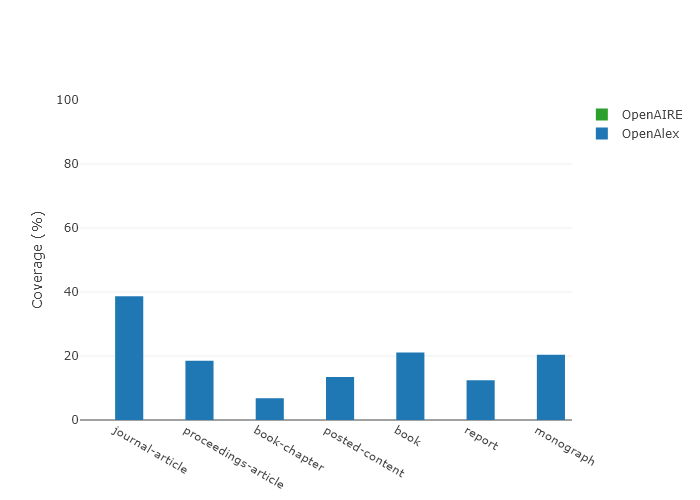 100
80
60
40
20
0
Coverage (%)
journal-article
proceedings-article
book-chapter
posted-content
book
report
monograph
OpenAIRE
OpenAlex